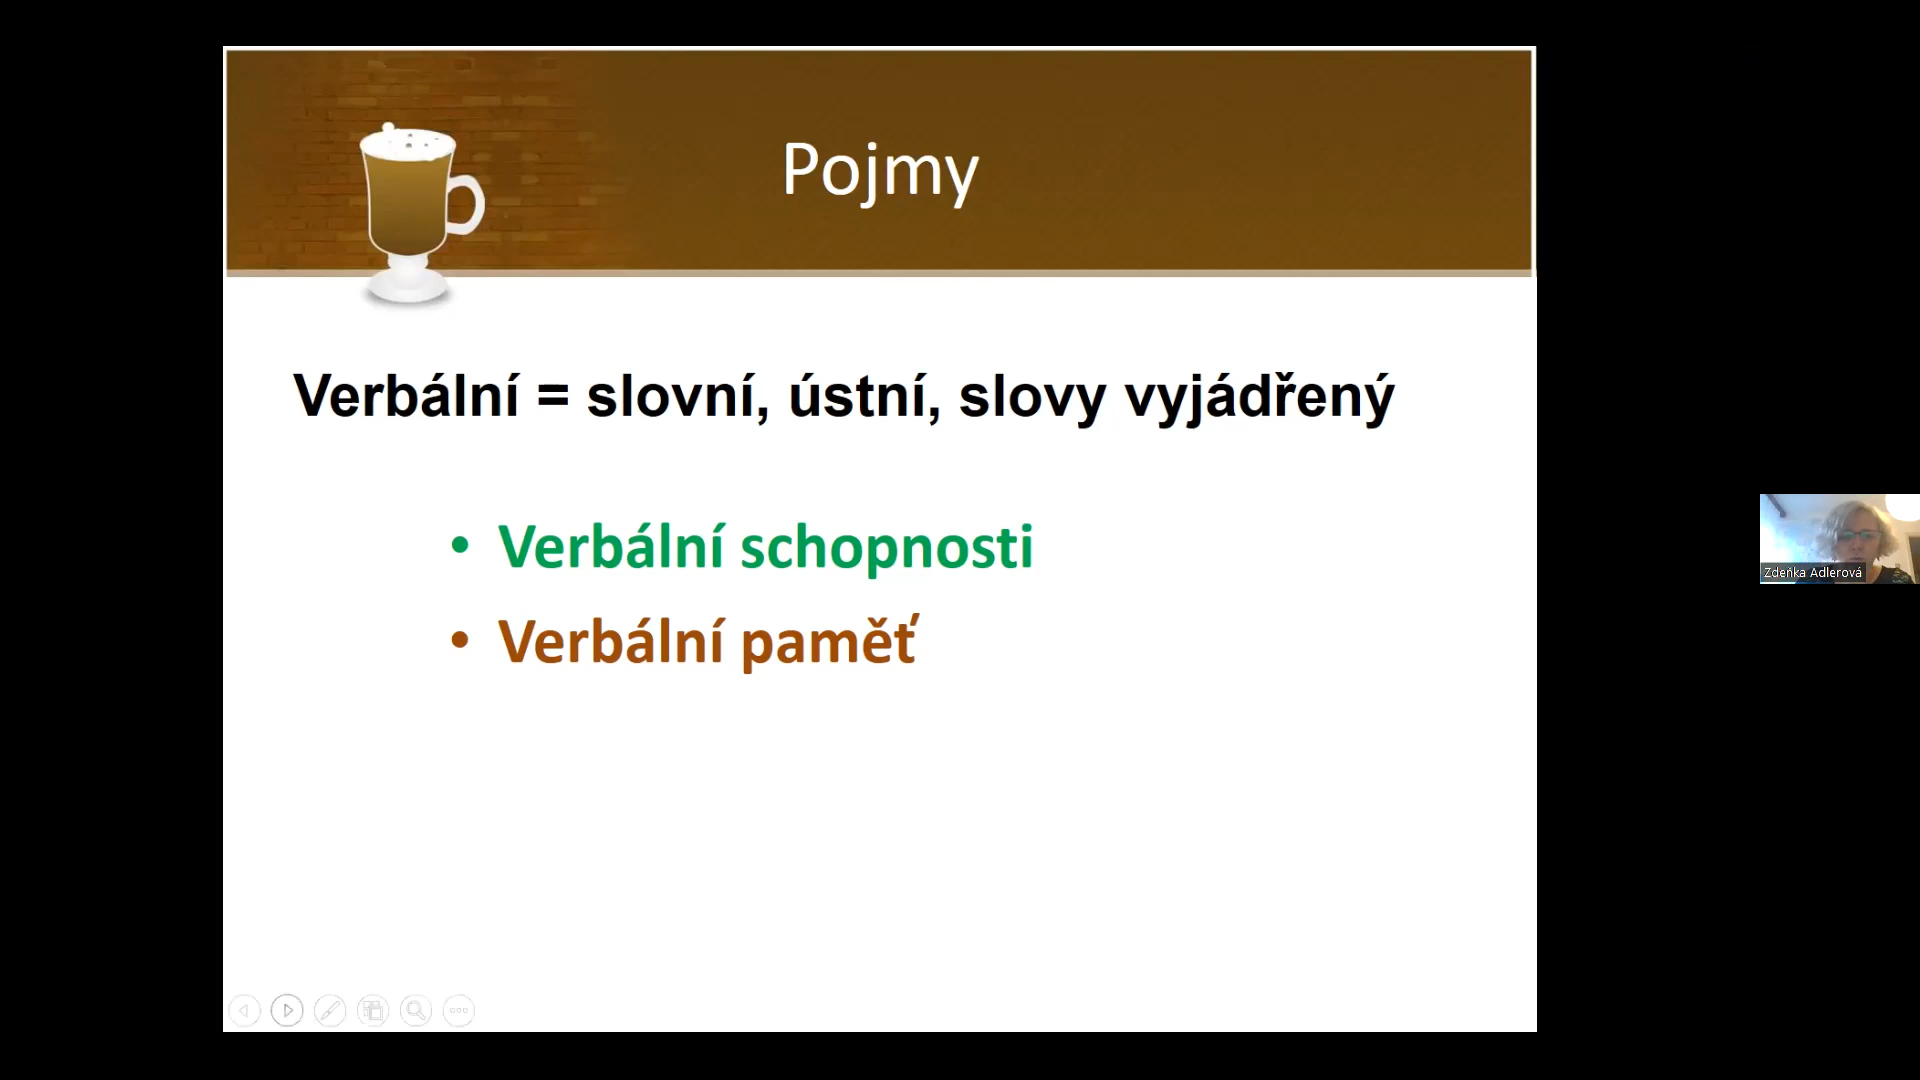 Pojmy
Verbální = slovní, ústní, slovy vyjádřený
• Verbální schopnosti
• Verbální paměť
Zdeňka Adlerová